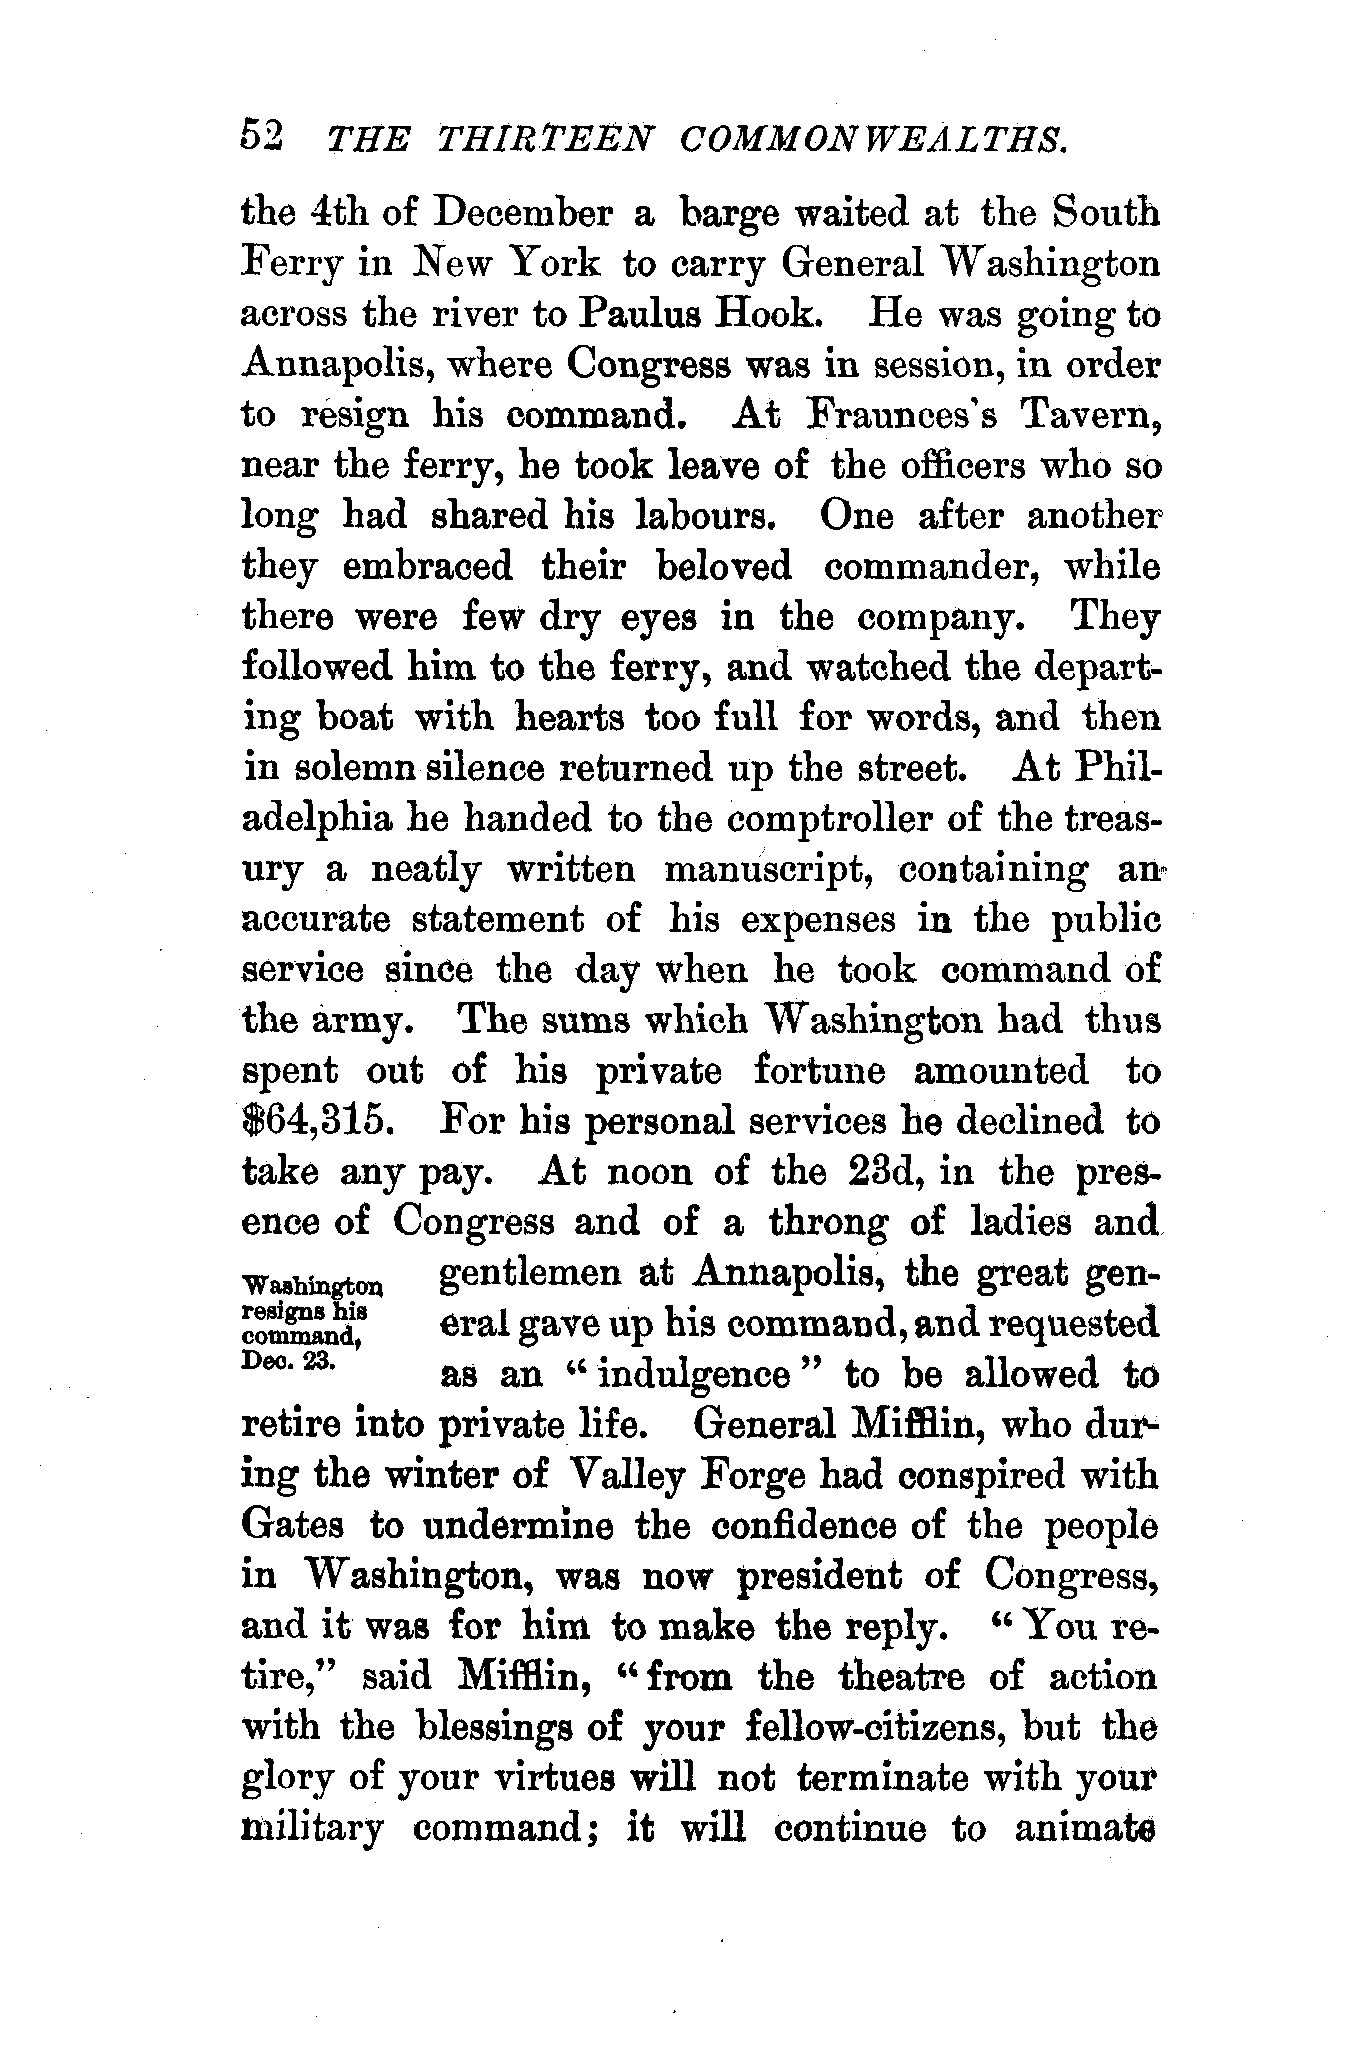 52 THE THIRTEEN COMMONWEALTHS.
the 4th of December a barge waited at the South
Ferry in New York to carry General Washington
across the river to Paulus Hook. He was going to
Annapolis, where Congress was in session, in order
to resign his command. At Fraunces's Tavern,
near the ferry, he took leave of the officers who so
long had shared his labours. One after another
they embraced their beloved commander, while
there were few dry eyes in the company. They
followed him to the ferry, and watched the depart-
ing boat with hearts too full for words, and then
in solemn silence returned up the street. At Phil-
adelphia he handed to the comptroller of the treas-
ury a neatly written manuscript, containing an
accurate statement of his expenses in the public
service since the day when he took command of
the army. The sums which Washington had thus
spent out of his private fortune amounted to
$64,315. For his personal services he declined to
take any pay. At noon of the 23d, in the pres-
ence of Congress and of a throng of ladies and
Washington
resigns his
command,
Dec. 23.
gentlemen at Annapolis, the great gen-
eral gave up his command, and requested
as an “indulgence” to be allowed to
retire into private life. General Mifflin, who dur-
ing the winter of Valley Forge had conspired with
Gates to undermine the confidence of the people
in Washington, was now president of Congress,
and it was for him to make the reply. “You re-
tire,” said Mifflin, “from the theatre of action
with the blessings of your fellow-citizens, but the
glory of your virtues will not terminate with your
military command; it will continue to animate